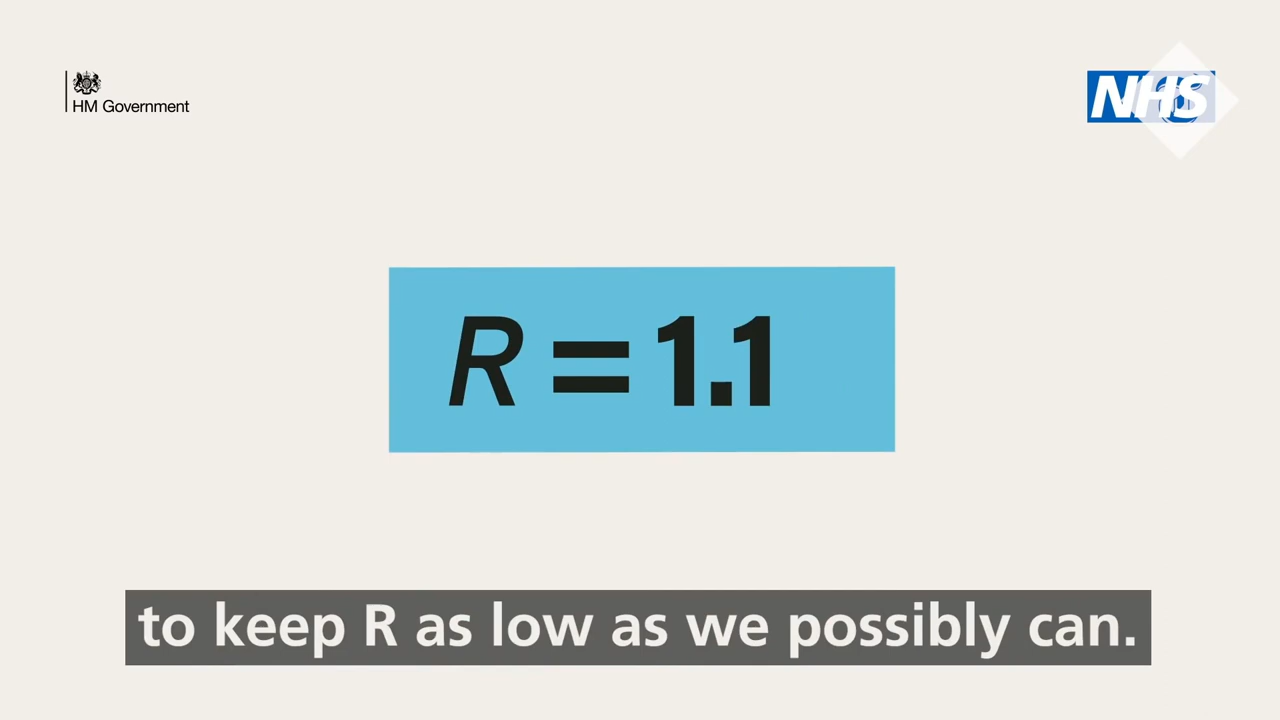 HM Government
NHS
R = 1.1
to keep R as low as we possibly can.